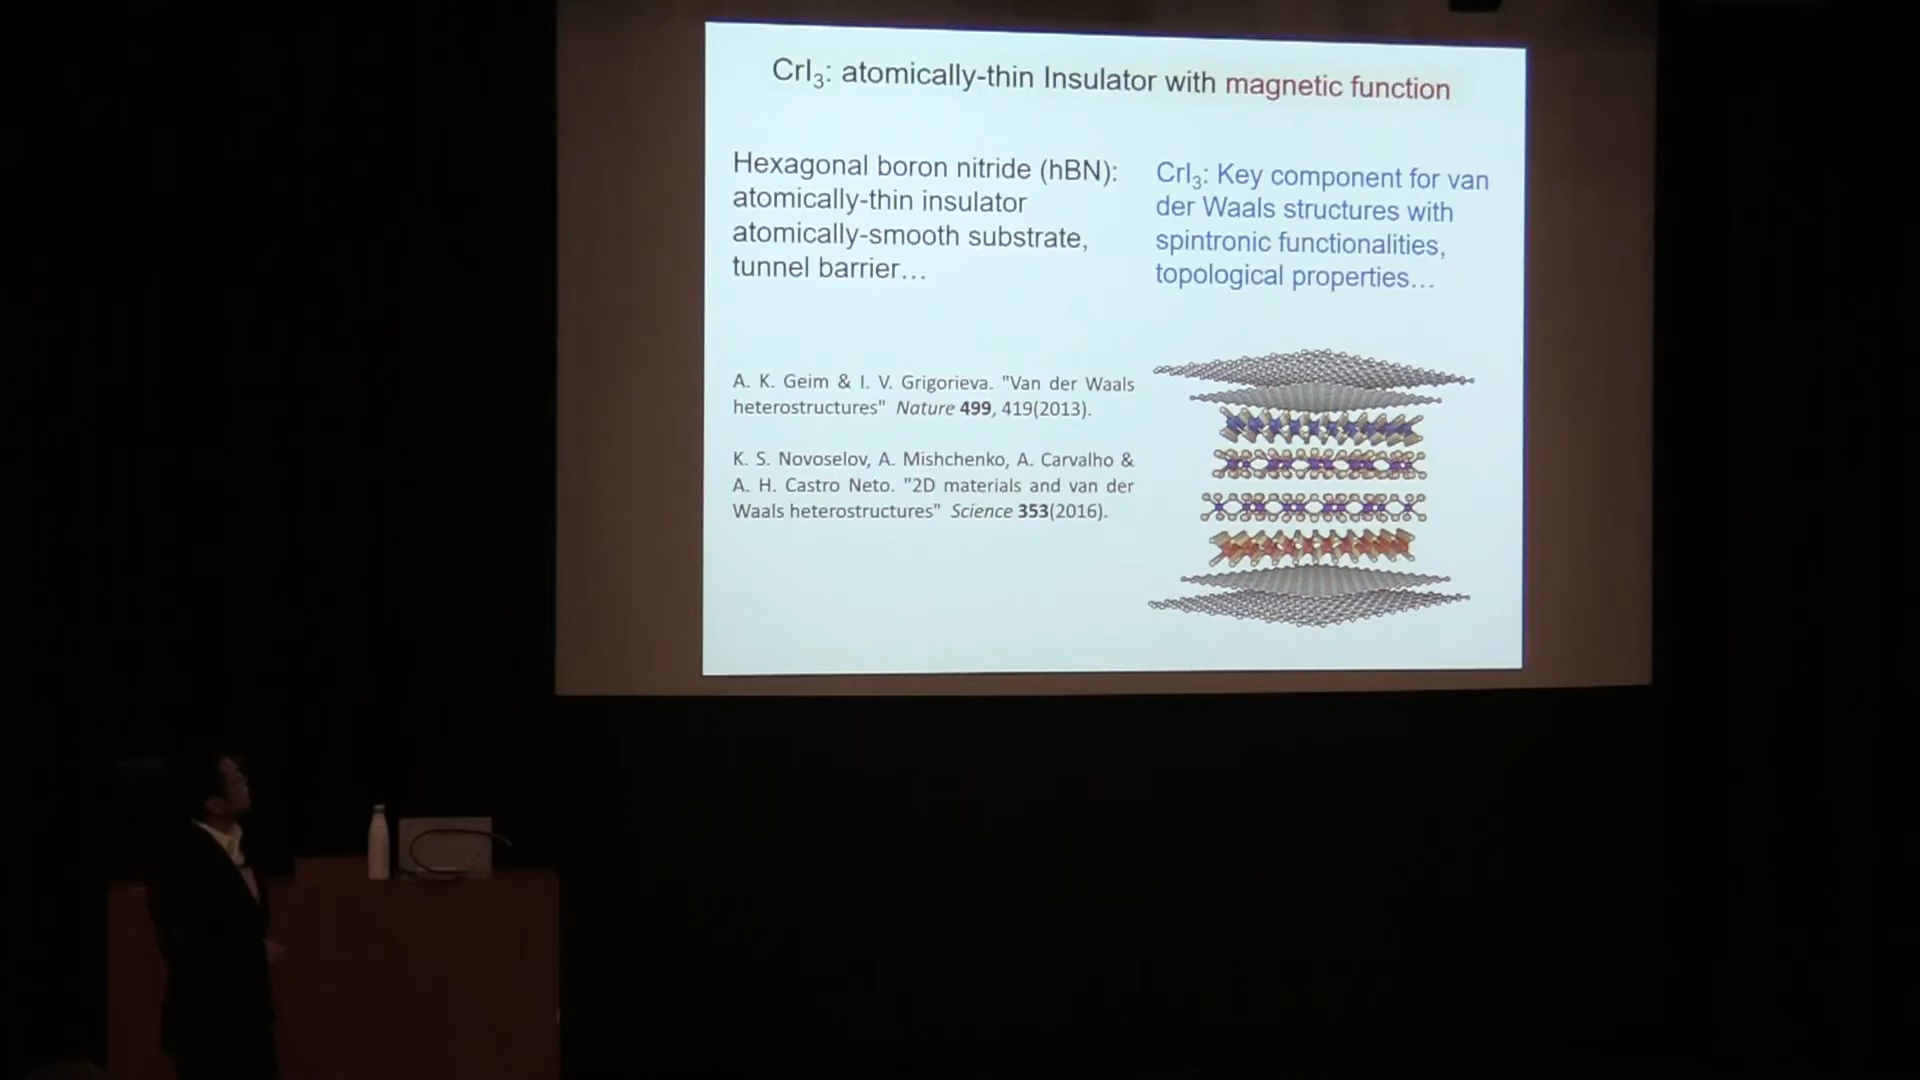 CrI₃: atomically-thin Insulator with magnetic function
Hexagonal boron nitride (hBN):
atomically-thin insulator
atomically-smooth substrate,
tunnel barrier…
CrI₃: Key component for van
der Waals structures with
spintronic functionalities,
topological properties…
A. K. Geim & I. V. Grigorieva. "Van der Waals
heterostructures" Nature 499, 419(2013).
K. S. Novoselov, A. Mishchenko, A. Carvalho &
A. H. Castro Neto. "2D materials and van der
Waals heterostructures" Science 353(2016).